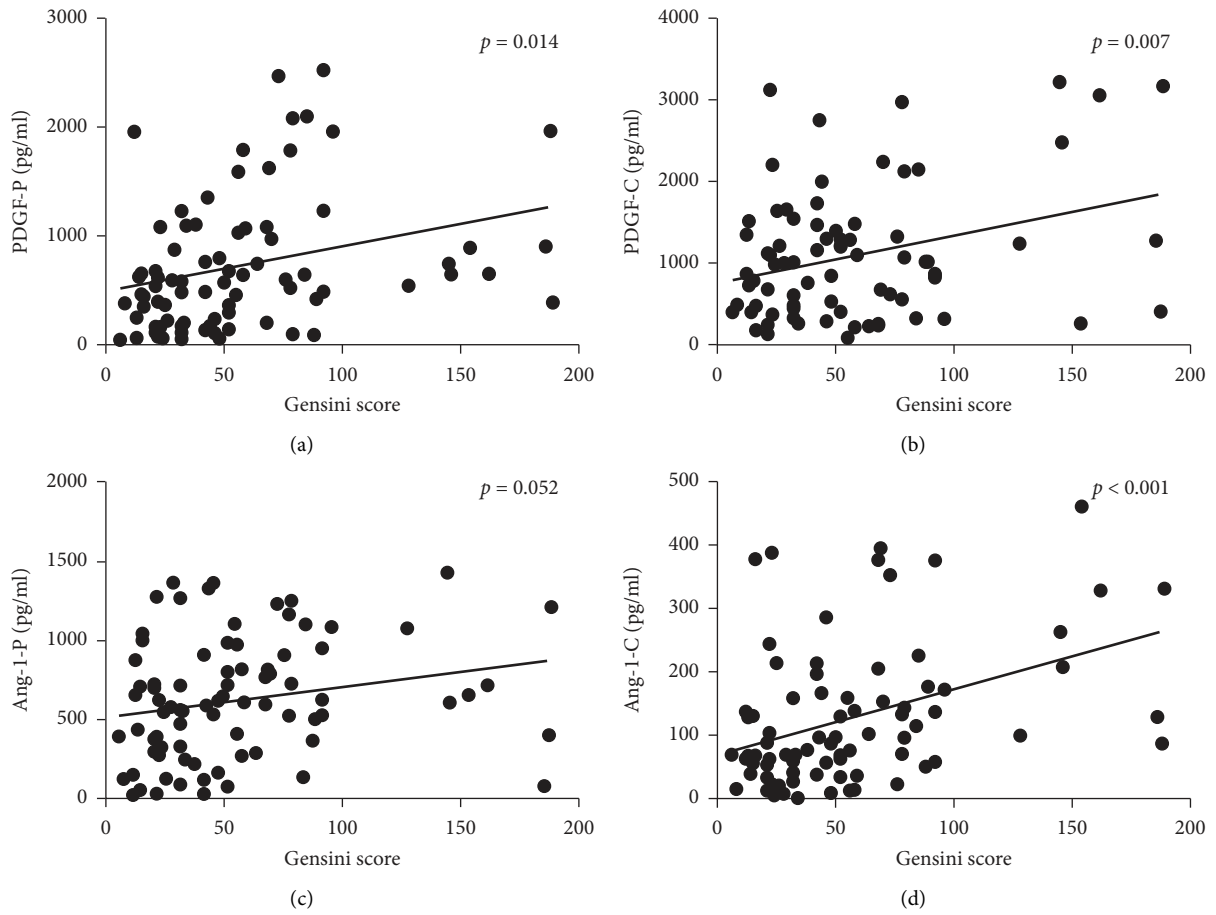 3000
2000
1000
0
PDGF-P (pg/ml)
p = 0.014
0 50 100 150 200
Gensini score
(a)
4000
3000
2000
1000
0
PDGF-C (pg/ml)
p = 0.007
0 50 100 150 200
Gensini score
(b)
2000
1500
1000
500
0
Ang-1-P (pg/ml)
p = 0.052
0 50 100 150 200
Gensini score
(c)
500
400
300
200
100
0
Ang-1-C (pg/ml)
p < 0.001
0 50 100 150 200
Gensini score
(d)